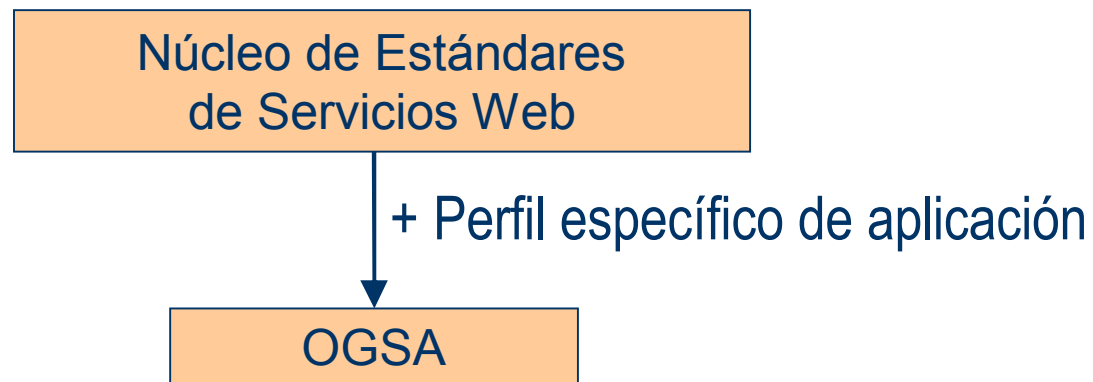 Núcleo de Estándares
de Servicios Web
+ Perfil específico de aplicación
OGSA